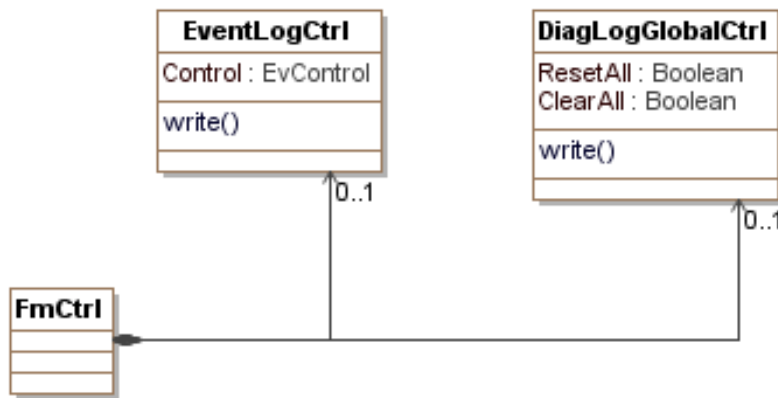 EventLogCtrl
Control : EvControl
write()
0..1
DiagLogGlobalCtrl
ResetAll : Boolean
ClearAll : Boolean
write()
0..1
FmCtrl